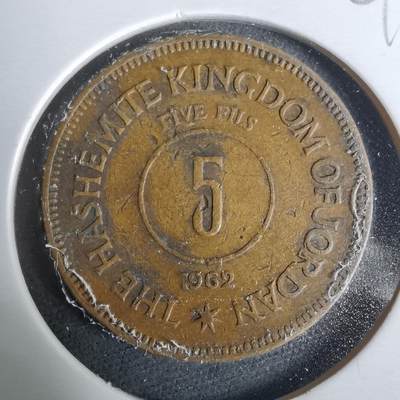 THE HASHEMITE KINGDOM OF JORDAN
FIVE FILS
5
1962